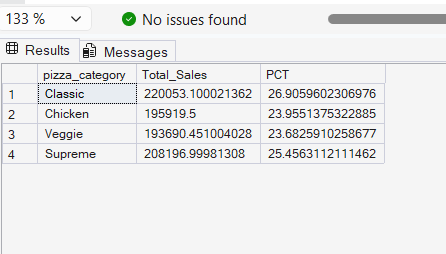 133 % No issues found
Results Messages
pizza_category Total_Sales PCT
1 Classic 220053.100021362 26.9059602306976
2 Chicken 195919.5 23.9551375322885
3 Veggie 193690.451004028 23.6825910258677
4 Supreme 208196.99981308 25.4563112111462